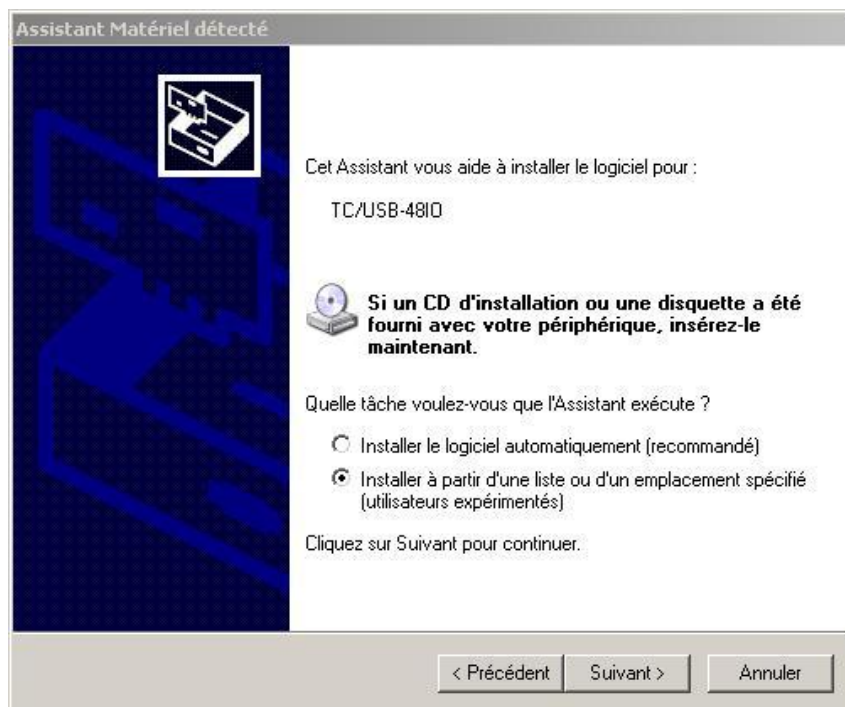 Assistant Matériel détecté
Cet Assistant vous aide à installer le logiciel pour :
TC/USB-48IO
Si un CD d'installation ou une disquette a été
fourni avec votre périphérique, insérez-le
maintenant.
Quelle tâche voulez-vous que l'Assistant exécute ?
Installer le logiciel automatiquement (recommandé)
Installer à partir d'une liste ou d'un emplacement spécifié
(utilisateurs expérimentés)
Cliquez sur Suivant pour continuer.
< Précédent Suivant > Annuler